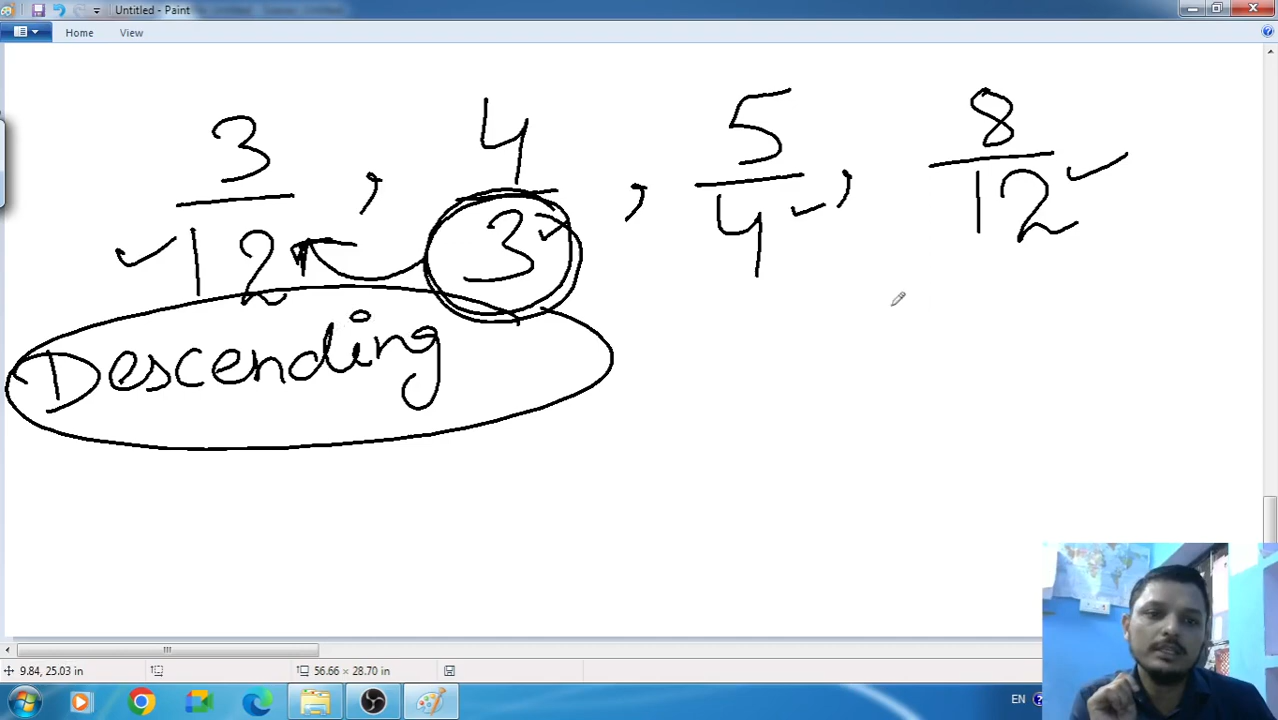 Untitled - Paint
Home View
3/12 , 4/3 , 5/4 , 8/12
Descending
9.84, 25.03 in
56.66 × 28.70 in
EN